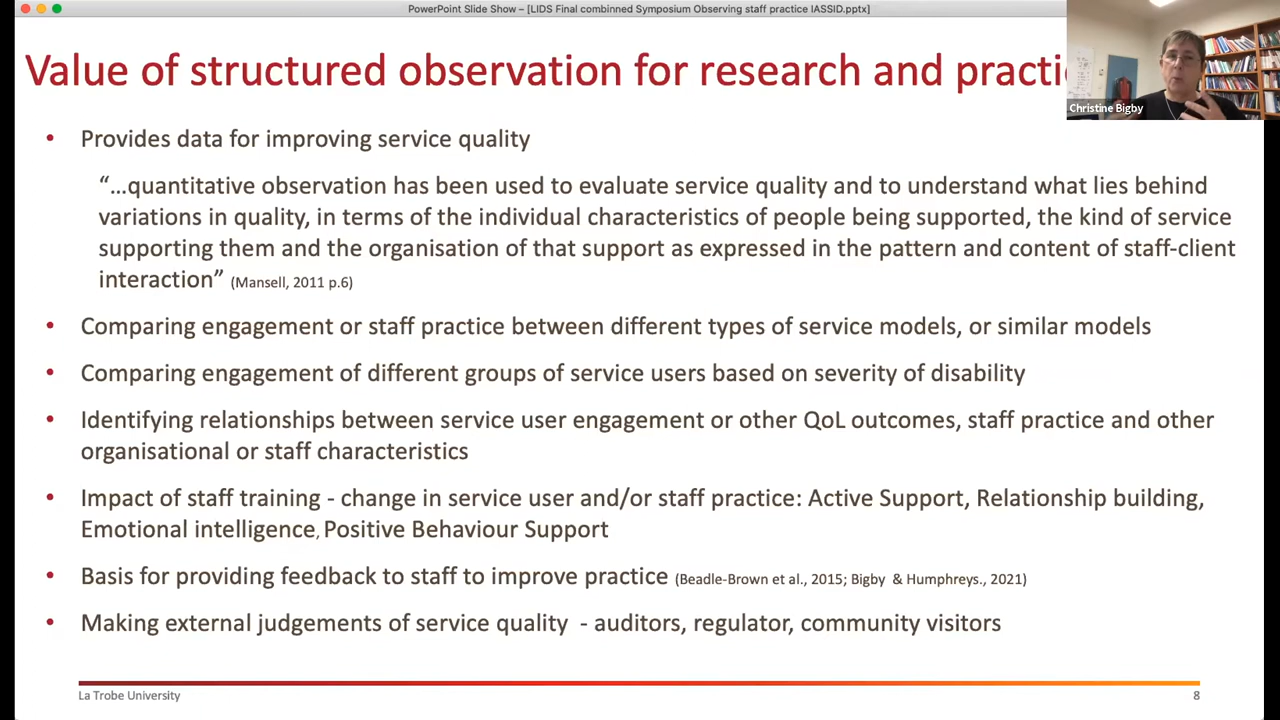 PowerPoint Slide Show – [LIDS Final combinned Symposium Observing staff practice IASSID.pptx]
Value of structured observation for research and practi
Christine Bigby
• Provides data for improving service quality
“…quantitative observation has been used to evaluate service quality and to understand what lies behind
variations in quality, in terms of the individual characteristics of people being supported, the kind of service
supporting them and the organisation of that support as expressed in the pattern and content of staff-client
interaction” (Mansell, 2011 p.6)
• Comparing engagement or staff practice between different types of service models, or similar models
• Comparing engagement of different groups of service users based on severity of disability
• Identifying relationships between service user engagement or other QoL outcomes, staff practice and other
organisational or staff characteristics
• Impact of staff training - change in service user and/or staff practice: Active Support, Relationship building,
Emotional intelligence, Positive Behaviour Support
• Basis for providing feedback to staff to improve practice (Beadle-Brown et al., 2015; Bigby & Humphreys., 2021)
• Making external judgements of service quality - auditors, regulator, community visitors
La Trobe University
8